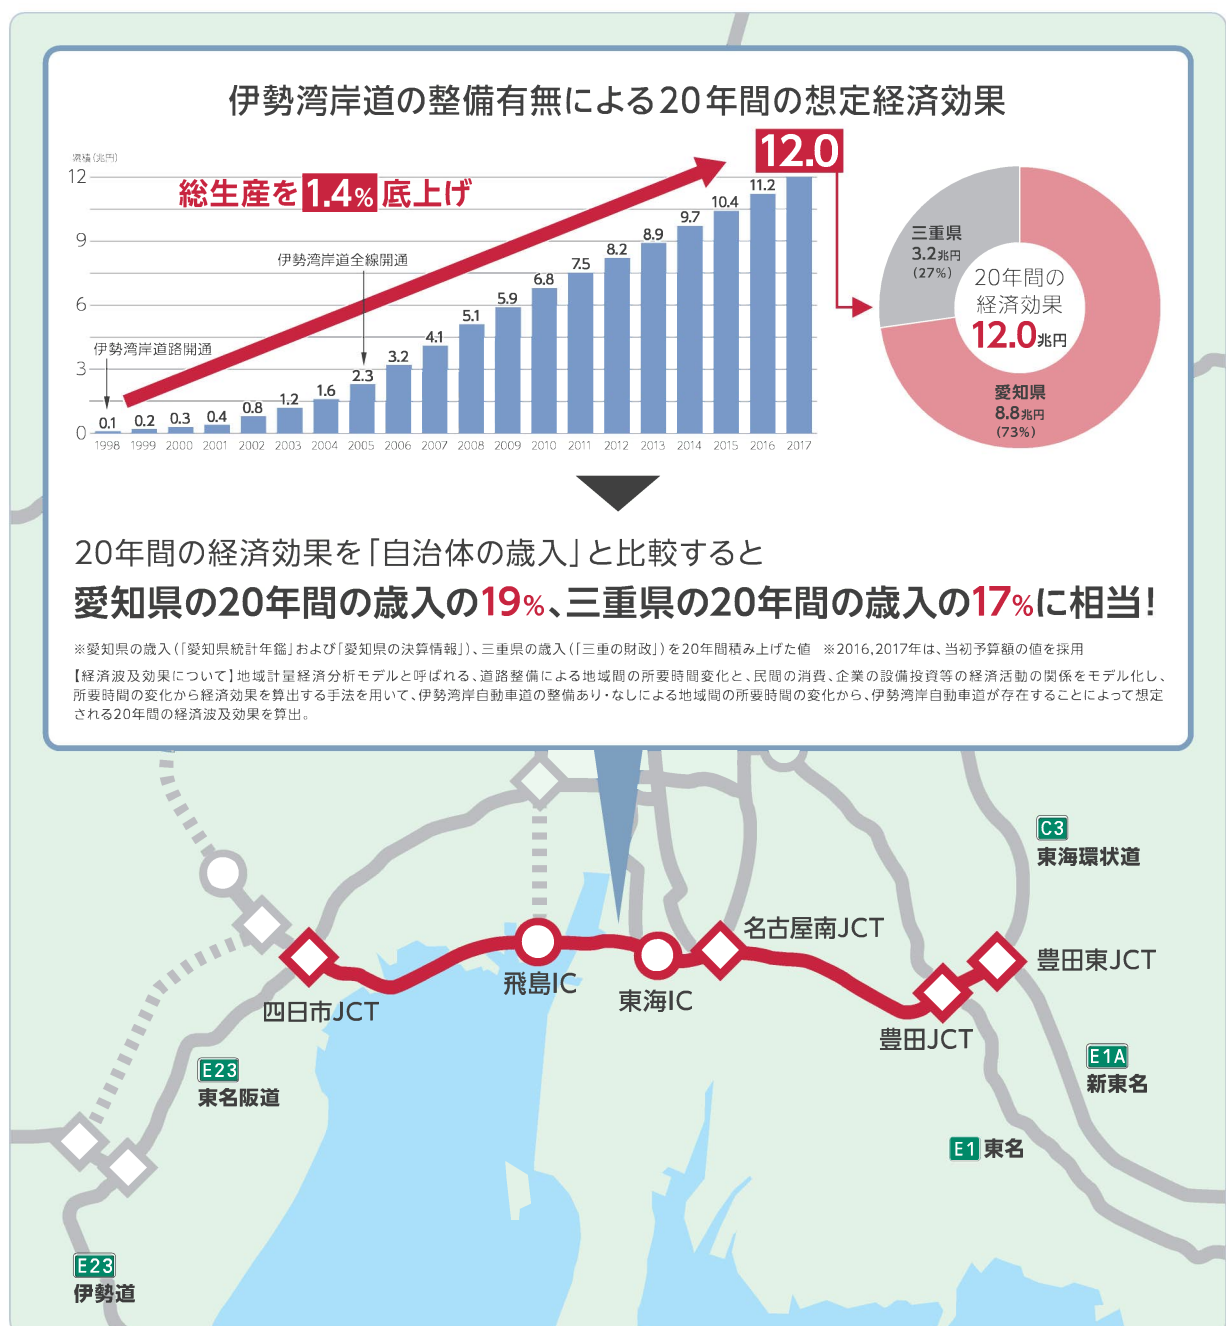 伊勢湾岸道の整備有無による20年間の想定経済効果
累積(兆円)
総生産を1.4%底上げ
12.0
12
9
6
3
0
伊勢湾岸道路開通
伊勢湾岸道全線開通
0.1 0.2 0.3 0.4 0.8 1.2 1.6 2.3 3.2 4.1 5.1 5.9 6.8 7.5 8.2 8.9 9.7 10.4 11.2
1998 1999 2000 2001 2002 2003 2004 2005 2006 2007 2008 2009 2010 2011 2012 2013 2014 2015 2016 2017
三重県
3.2兆円
(27%)
20年間の
経済効果
12.0兆円
愛知県
8.8兆円
(73%)
20年間の経済効果を「自治体の歳入」と比較すると
愛知県の20年間の歳入の19%、三重県の20年間の歳入の17%に相当!
※愛知県の歳入(「愛知県統計年鑑」および「愛知県の決算情報」)、三重県の歳入(「三重の財政」)を20年間積み上げた値 ※2016,2017年は、当初予算額の値を採用
【経済波及効果について】地域計量経済分析モデルと呼ばれる、道路整備による地域間の所要時間変化と、民間の消費、企業の設備投資等の経済活動の関係をモデル化し、
所要時間の変化から経済効果を算出する手法を用いて、伊勢湾岸自動車道の整備あり・なしによる地域間の所要時間の変化から、伊勢湾岸自動車道が存在することによって想定
される20年間の経済波及効果を算出。
C3
東海環状道
名古屋南JCT
豊田東JCT
飛島IC
東海IC
四日市JCT
豊田JCT
E23
東名阪道
E1A
新東名
E1 東名
E23
伊勢道